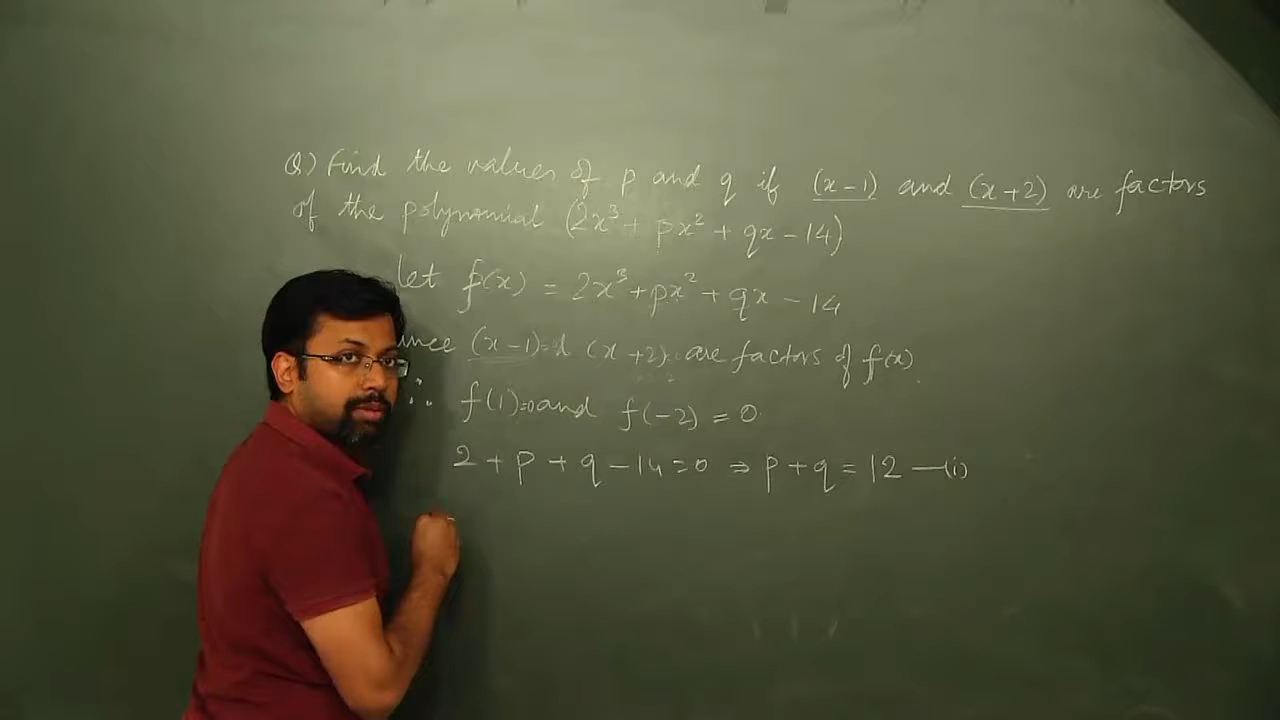 Q) Find the values of p and q if (x-1) and (x+2) are factors
of the polynomial (2x³ + px² + qx - 14)
let f(x) = 2x³ + px² + qx - 14
ince (x-1) & (x+2) are factors of f(x).
∴ f(1)=0 and f(-2) = 0
2 + p + q - 14 = 0 ⇒ p + q = 12 —(i)